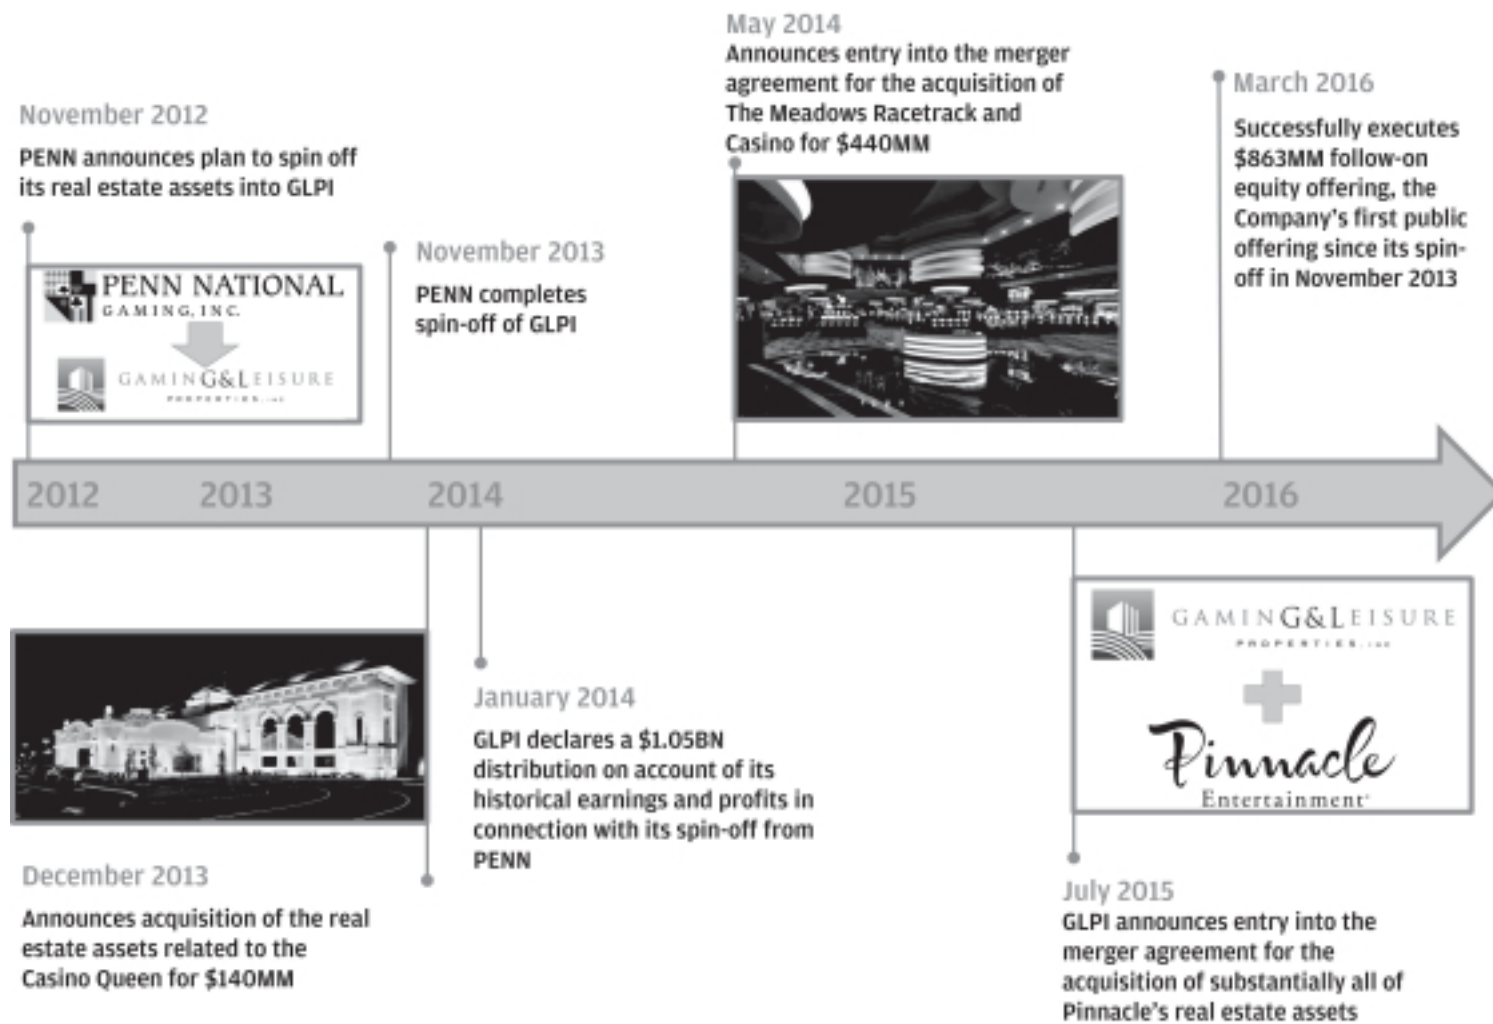 November 2012
PENN announces plan to spin off
its real estate assets into GLPI
PENN NATIONAL
GAMING, INC.
GAMING&LEISURE
PROPERTIES, INC
November 2013
PENN completes
spin-off of GLPI
May 2014
Announces entry into the merger
agreement for the acquisition of
The Meadows Racetrack and
Casino for $440MM
March 2016
Successfully executes
$863MM follow-on
equity offering, the
Company's first public
offering since its spin-
off in November 2013
2012 2013 2014 2015 2016
December 2013
Announces acquisition of the real
estate assets related to the
Casino Queen for $140MM
January 2014
GLPI declares a $1.05BN
distribution on account of its
historical earnings and profits in
connection with its spin-off from
PENN
GAMING&LEISURE
PROPERTIES, INC
Pinnacle
Entertainment
July 2015
GLPI announces entry into the
merger agreement for the
acquisition of substantially all of
Pinnacle's real estate assets